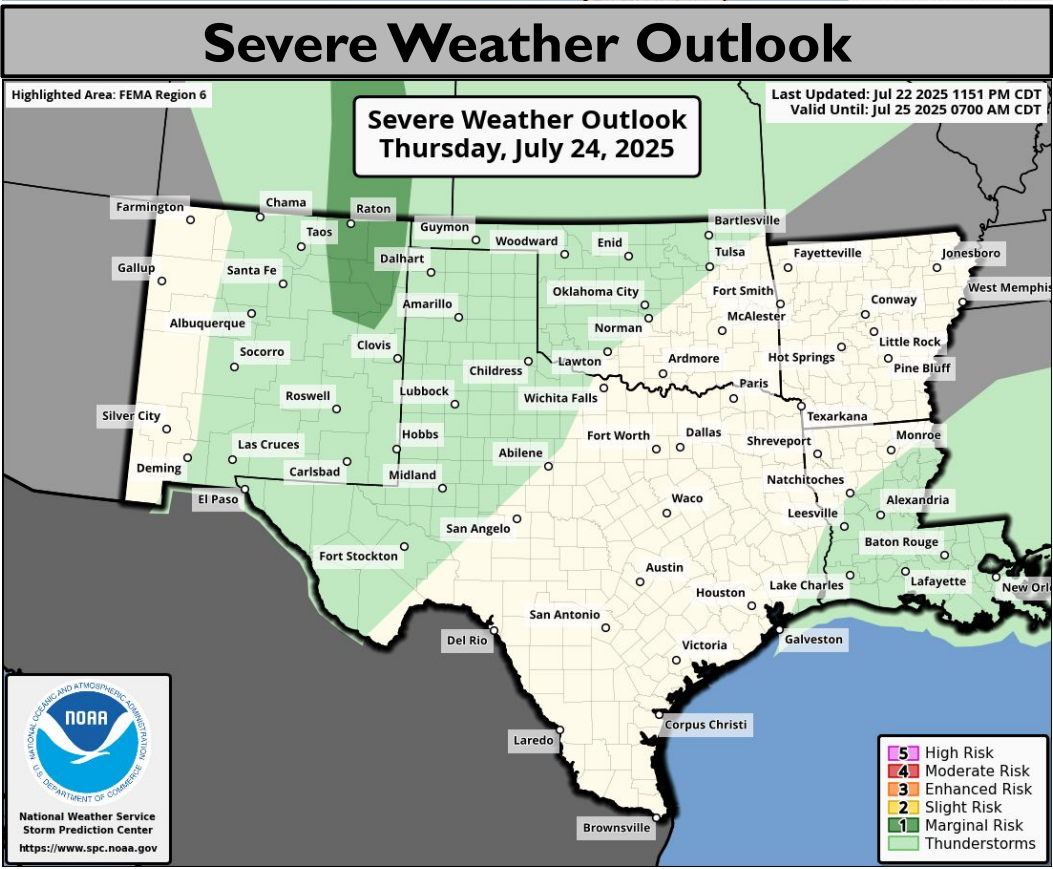 Severe Weather Outlook
Highlighted Area: FEMA Region 6
Last Updated: Jul 22 2025 1151 PM CDT
Valid Until: Jul 25 2025 0700 AM CDT
Severe Weather Outlook
Thursday, July 24, 2025
Farmington
Chama
Raton
Taos
Guymon
Woodward
Enid
Bartlesville
Gallup
Santa Fe
Dalhart
Tulsa
Fayetteville
Jonesboro
Albuquerque
Amarillo
Oklahoma City
Fort Smith
Conway
West Memphis
Socorro
Clovis
Norman
McAlester
Little Rock
Childress
Lawton
Ardmore
Hot Springs
Pine Bluff
Roswell
Lubbock
Wichita Falls
Paris
Silver City
Texarkana
Las Cruces
Hobbs
Abilene
Fort Worth
Dallas
Shreveport
Monroe
Deming
Carlsbad
Midland
Natchitoches
El Paso
San Angelo
Waco
Leesville
Alexandria
Fort Stockton
Baton Rouge
Austin
Houston
Lake Charles
Lafayette
New Orl
San Antonio
Del Rio
Victoria
Galveston
Laredo
Corpus Christi
Brownsville
NATIONAL OCEANIC AND ATMOSPHERIC ADMINISTRATION
NOAA
U.S. DEPARTMENT OF COMMERCE
National Weather Service
Storm Prediction Center
https://www.spc.noaa.gov
5 High Risk
4 Moderate Risk
3 Enhanced Risk
2 Slight Risk
1 Marginal Risk
Thunderstorms